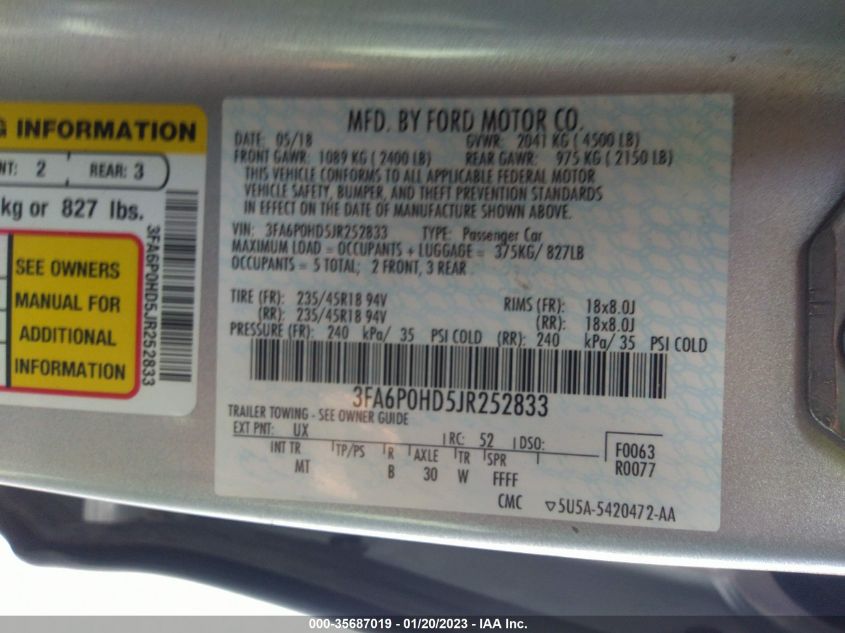 G INFORMATION
NT: 2 REAR: 3
kg or 827 lbs.
SEE OWNERS
MANUAL FOR
ADDITIONAL
INFORMATION
3FA6P0HD5JR252833
MFD. BY FORD MOTOR CO.
DATE: 05/18 GVWR: 2041 KG ( 4500 LB)
FRONT GAWR: 1089 KG ( 2400 LB) REAR GAWR: 975 KG ( 2150 LB)
THIS VEHICLE CONFORMS TO ALL APPLICABLE FEDERAL MOTOR
VEHICLE SAFETY, BUMPER, AND THEFT PREVENTION STANDARDS
IN EFFECT ON THE DATE OF MANUFACTURE SHOWN ABOVE.
VIN: 3FA6P0HD5JR252833 TYPE: Passenger Car
MAXIMUM LOAD = OCCUPANTS + LUGGAGE = 375KG/ 827LB
OCCUPANTS = 5 TOTAL; 2 FRONT, 3 REAR
TIRE (FR): 235/45R18 94V RIMS (FR): 18x8.0J
(RR): 235/45R18 94V (RR): 18x8.0J
PRESSURE (FR): 240 kPa/ 35 PSI COLD (RR): 240 kPa/ 35 PSI COLD
3FA6P0HD5JR252833
TRAILER TOWING - SEE OWNER GUIDE
EXT PNT: UX RC: 52 DSO: F0063
INT TR TP/PS R AXLE TR SPR R0077
MT B 30 W FFFF
CMC ▽5U5A-5420472-AA
000-35687019 - 01/20/2023 - IAA Inc.